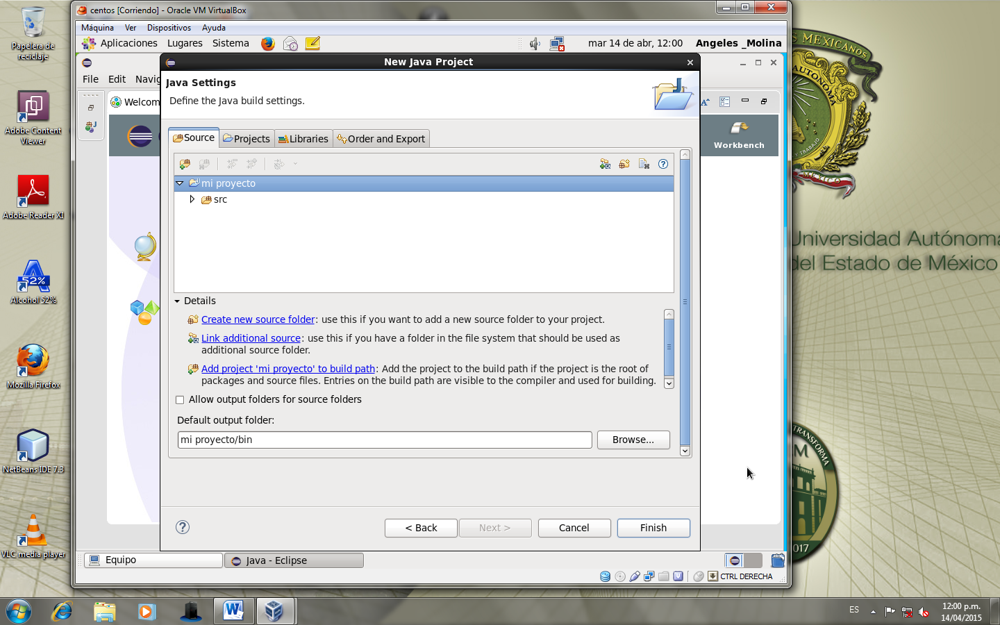 centos [Corriendo] - Oracle VM VirtualBox
Máquina Ver Dispositivos Ayuda
Aplicaciones Lugares Sistema mar 14 de abr, 12:00 Angeles _Molina
New Java Project
File Edit Navig
Java Settings
Define the Java build settings.
Welcom
Source Projects Libraries Order and Export
Workbench
mi proyecto
src
Details
Create new source folder: use this if you want to add a new source folder to your project.
Link additional source: use this if you have a folder in the file system that should be used as
additional source folder.
Add project 'mi proyecto' to build path: Add the project to the build path if the project is the root of
packages and source files. Entries on the build path are visible to the compiler and used for building.
Allow output folders for source folders
Default output folder:
mi proyecto/bin
Browse...
< Back Next > Cancel Finish
Equipo
Java - Eclipse
CTRL DERECHA
Papelera de
reciclaje
Adobe Content
Viewer
Adobe Reader XI
Alcohol 52%
Mozilla Firefox
NetBeans IDE 7.3
VLC media player
MEXICANOS
Universidad Autónoma
del Estado de México
TRANSFORMA
ES
12:00 p.m.
14/04/2015